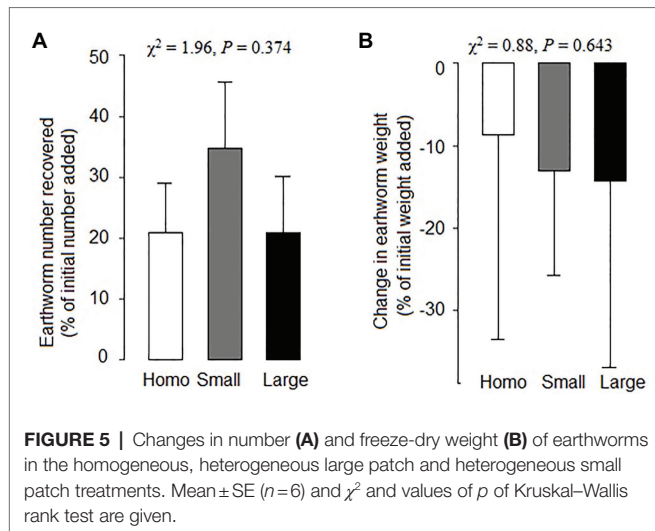 A
χ² = 1.96, P = 0.374
Earthworm number recovered
(% of initial number added)
50
40
30
20
10
0
Homo Small Large
B
χ² = 0.88, P = 0.643
Change in earhworm weight
(% of initial weight added)
0
-10
-20
-30
Homo Small Large
FIGURE 5 | Changes in number (A) and freeze-dry weight (B) of earthworms
in the homogeneous, heterogeneous large patch and heterogeneous small
patch treatments. Mean ± SE (n = 6) and χ² and values of p of Kruskal–Wallis
rank test are given.